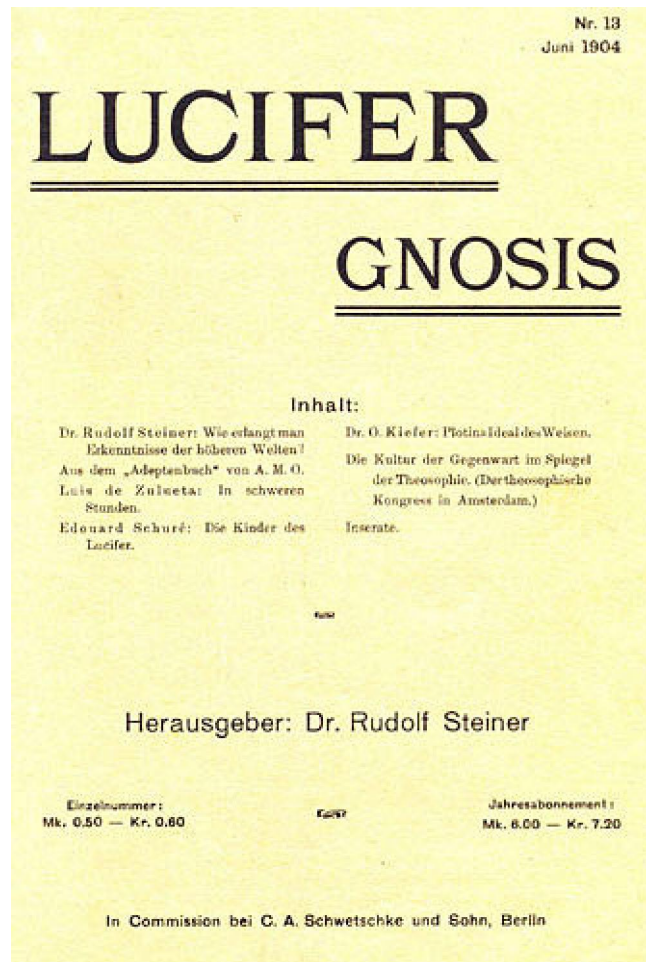 Nr. 13
Juni 1904
LUCIFER
GNOSIS
Inhalt:
Dr. Rudolf Steiner: Wie erlangt man
Erkenntnisse der höheren Welten?
Aus dem „Adeptenbuch“ von A. M. O.
Luis de Zulueta: In schweren
Stunden.
Edouard Schuré: Die Kinder des
Lucifer.
Dr. O. Kiefer: Plotins Ideal des Weisen.
Die Kultur der Gegenwart im Spiegel
der Theosophie. (Der theosophische
Kongress in Amsterdam.)
Inserate.
Herausgeber: Dr. Rudolf Steiner
Einzelnummer:
Mk. 0.50 — Kr. 0.60
Jahresabonnement:
Mk. 6.00 — Kr. 7.20
In Commission bei C. A. Schwetschke und Sohn, Berlin